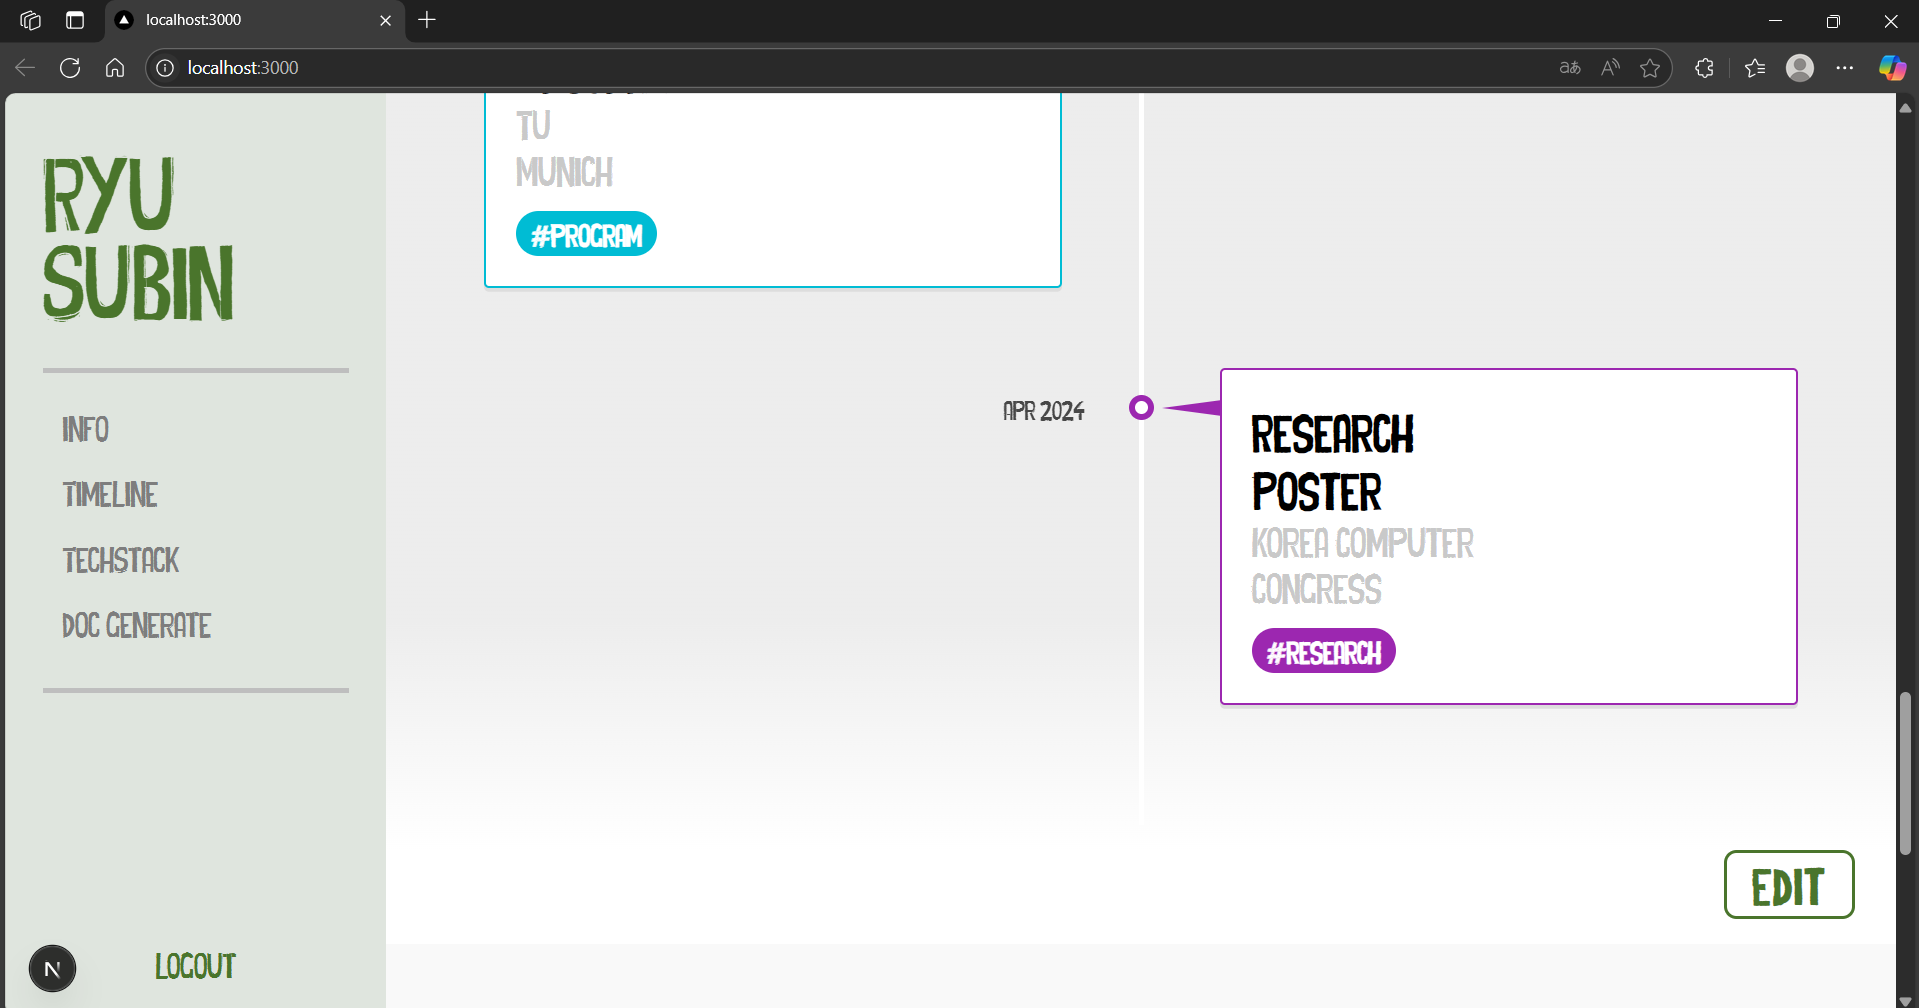 localhost:3000
localhost:3000
RYU
SUBIN
INFO
TIMELINE
TECHSTACK
DOC GENERATE
LOGOUT
N
TU
MUNICH
#PROGRAM
APR 2024
RESEARCH
POSTER
KOREA COMPUTER
CONGRESS
#RESEARCH
EDIT